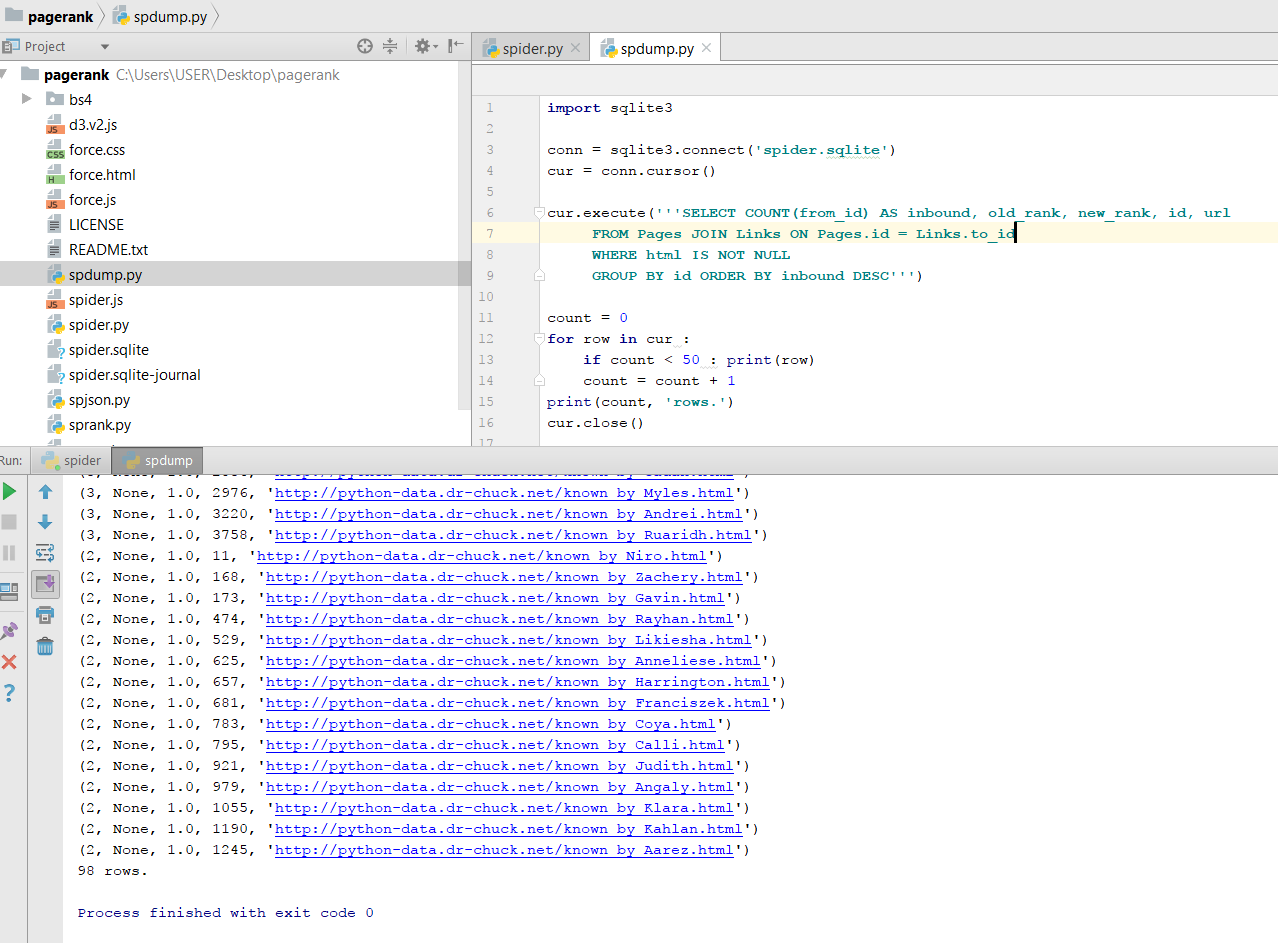 pagerank spdump.py
Project
spider.py spdump.py
pagerank C:\Users\USER\Desktop\pagerank
bs4
d3.v2.js
force.css
force.html
force.js
LICENSE
README.txt
spdump.py
spider.js
spider.py
spider.sqlite
spider.sqlite-journal
spjson.py
sprank.py
1 import sqlite3
2
3 conn = sqlite3.connect('spider.sqlite')
4 cur = conn.cursor()
5
6 cur.execute('''SELECT COUNT(from_id) AS inbound, old_rank, new_rank, id, url
7 FROM Pages JOIN Links ON Pages.id = Links.to_id
8 WHERE html IS NOT NULL
9 GROUP BY id ORDER BY inbound DESC''')
10
11 count = 0
12 for row in cur :
13 if count < 50 : print(row)
14 count = count + 1
15 print(count, 'rows.')
16 cur.close()
17
Run: spider spdump
(3, None, 1.0, 2976, 'http://python-data.dr-chuck.net/known_by_Myles.html')
(3, None, 1.0, 3220, 'http://python-data.dr-chuck.net/known_by_Andrei.html')
(3, None, 1.0, 3758, 'http://python-data.dr-chuck.net/known_by_Ruaridh.html')
(2, None, 1.0, 11, 'http://python-data.dr-chuck.net/known_by_Niro.html')
(2, None, 1.0, 168, 'http://python-data.dr-chuck.net/known_by_Zachery.html')
(2, None, 1.0, 173, 'http://python-data.dr-chuck.net/known_by_Gavin.html')
(2, None, 1.0, 474, 'http://python-data.dr-chuck.net/known_by_Rayhan.html')
(2, None, 1.0, 529, 'http://python-data.dr-chuck.net/known_by_Likiesha.html')
(2, None, 1.0, 625, 'http://python-data.dr-chuck.net/known_by_Anneliese.html')
(2, None, 1.0, 657, 'http://python-data.dr-chuck.net/known_by_Harrington.html')
(2, None, 1.0, 681, 'http://python-data.dr-chuck.net/known_by_Franciszek.html')
(2, None, 1.0, 783, 'http://python-data.dr-chuck.net/known_by_Coya.html')
(2, None, 1.0, 795, 'http://python-data.dr-chuck.net/known_by_Calli.html')
(2, None, 1.0, 921, 'http://python-data.dr-chuck.net/known_by_Judith.html')
(2, None, 1.0, 979, 'http://python-data.dr-chuck.net/known_by_Angaly.html')
(2, None, 1.0, 1055, 'http://python-data.dr-chuck.net/known_by_Klara.html')
(2, None, 1.0, 1190, 'http://python-data.dr-chuck.net/known_by_Kahlan.html')
(2, None, 1.0, 1245, 'http://python-data.dr-chuck.net/known_by_Aarez.html')
98 rows.
Process finished with exit code 0